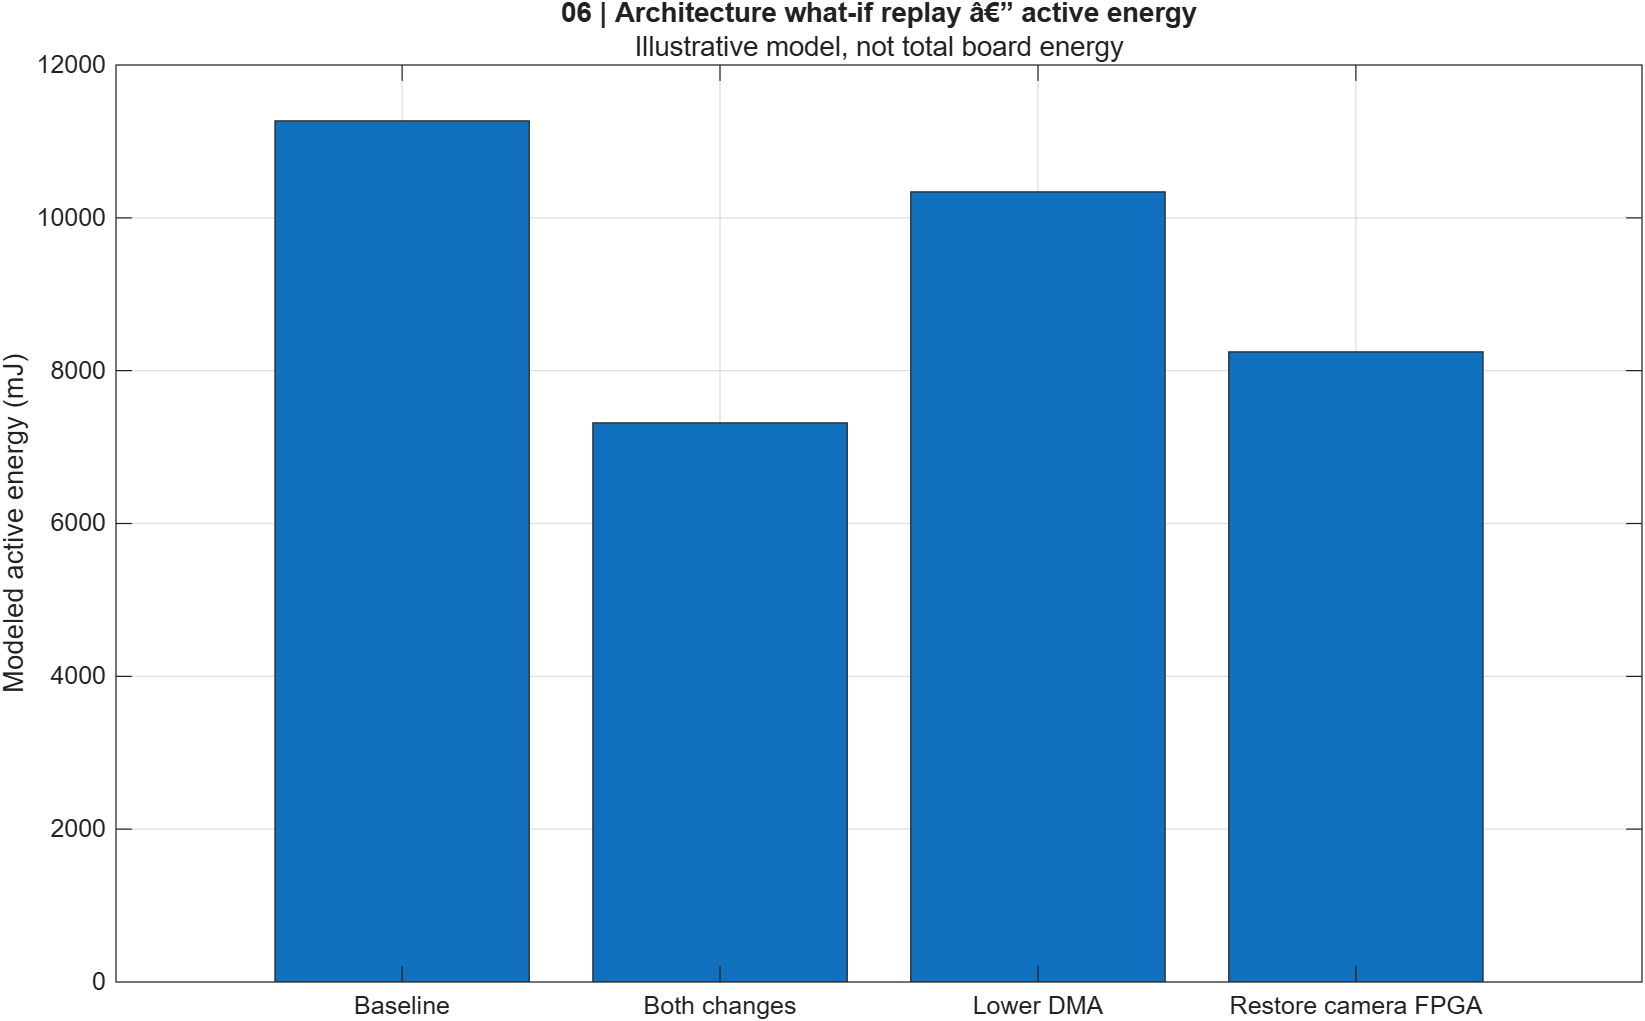 06 | Architecture what-if replay â€” active energy
Illustrative model, not total board energy
Modeled active energy (mJ)
12000
10000
8000
6000
4000
2000
0
Baseline
Both changes
Lower DMA
Restore camera FPGA